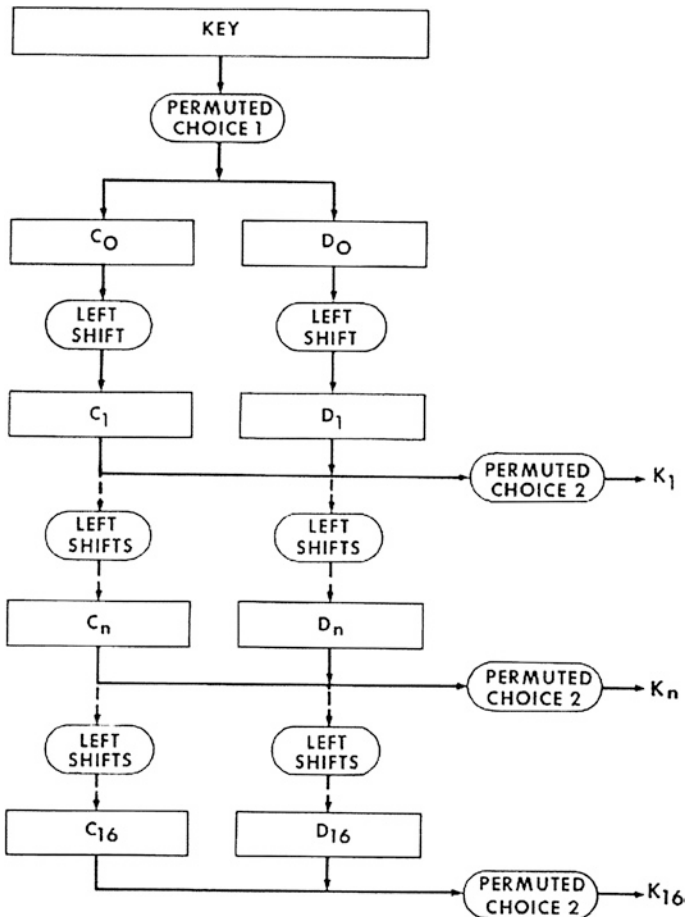 KEY
PERMUTED
CHOICE 1
C0 D0
LEFT
SHIFT
LEFT
SHIFT
C1 D1
PERMUTED
CHOICE 2
K1
LEFT
SHIFTS
LEFT
SHIFTS
Cn Dn
PERMUTED
CHOICE 2
Kn
LEFT
SHIFTS
LEFT
SHIFTS
C16 D16
PERMUTED
CHOICE 2
K16